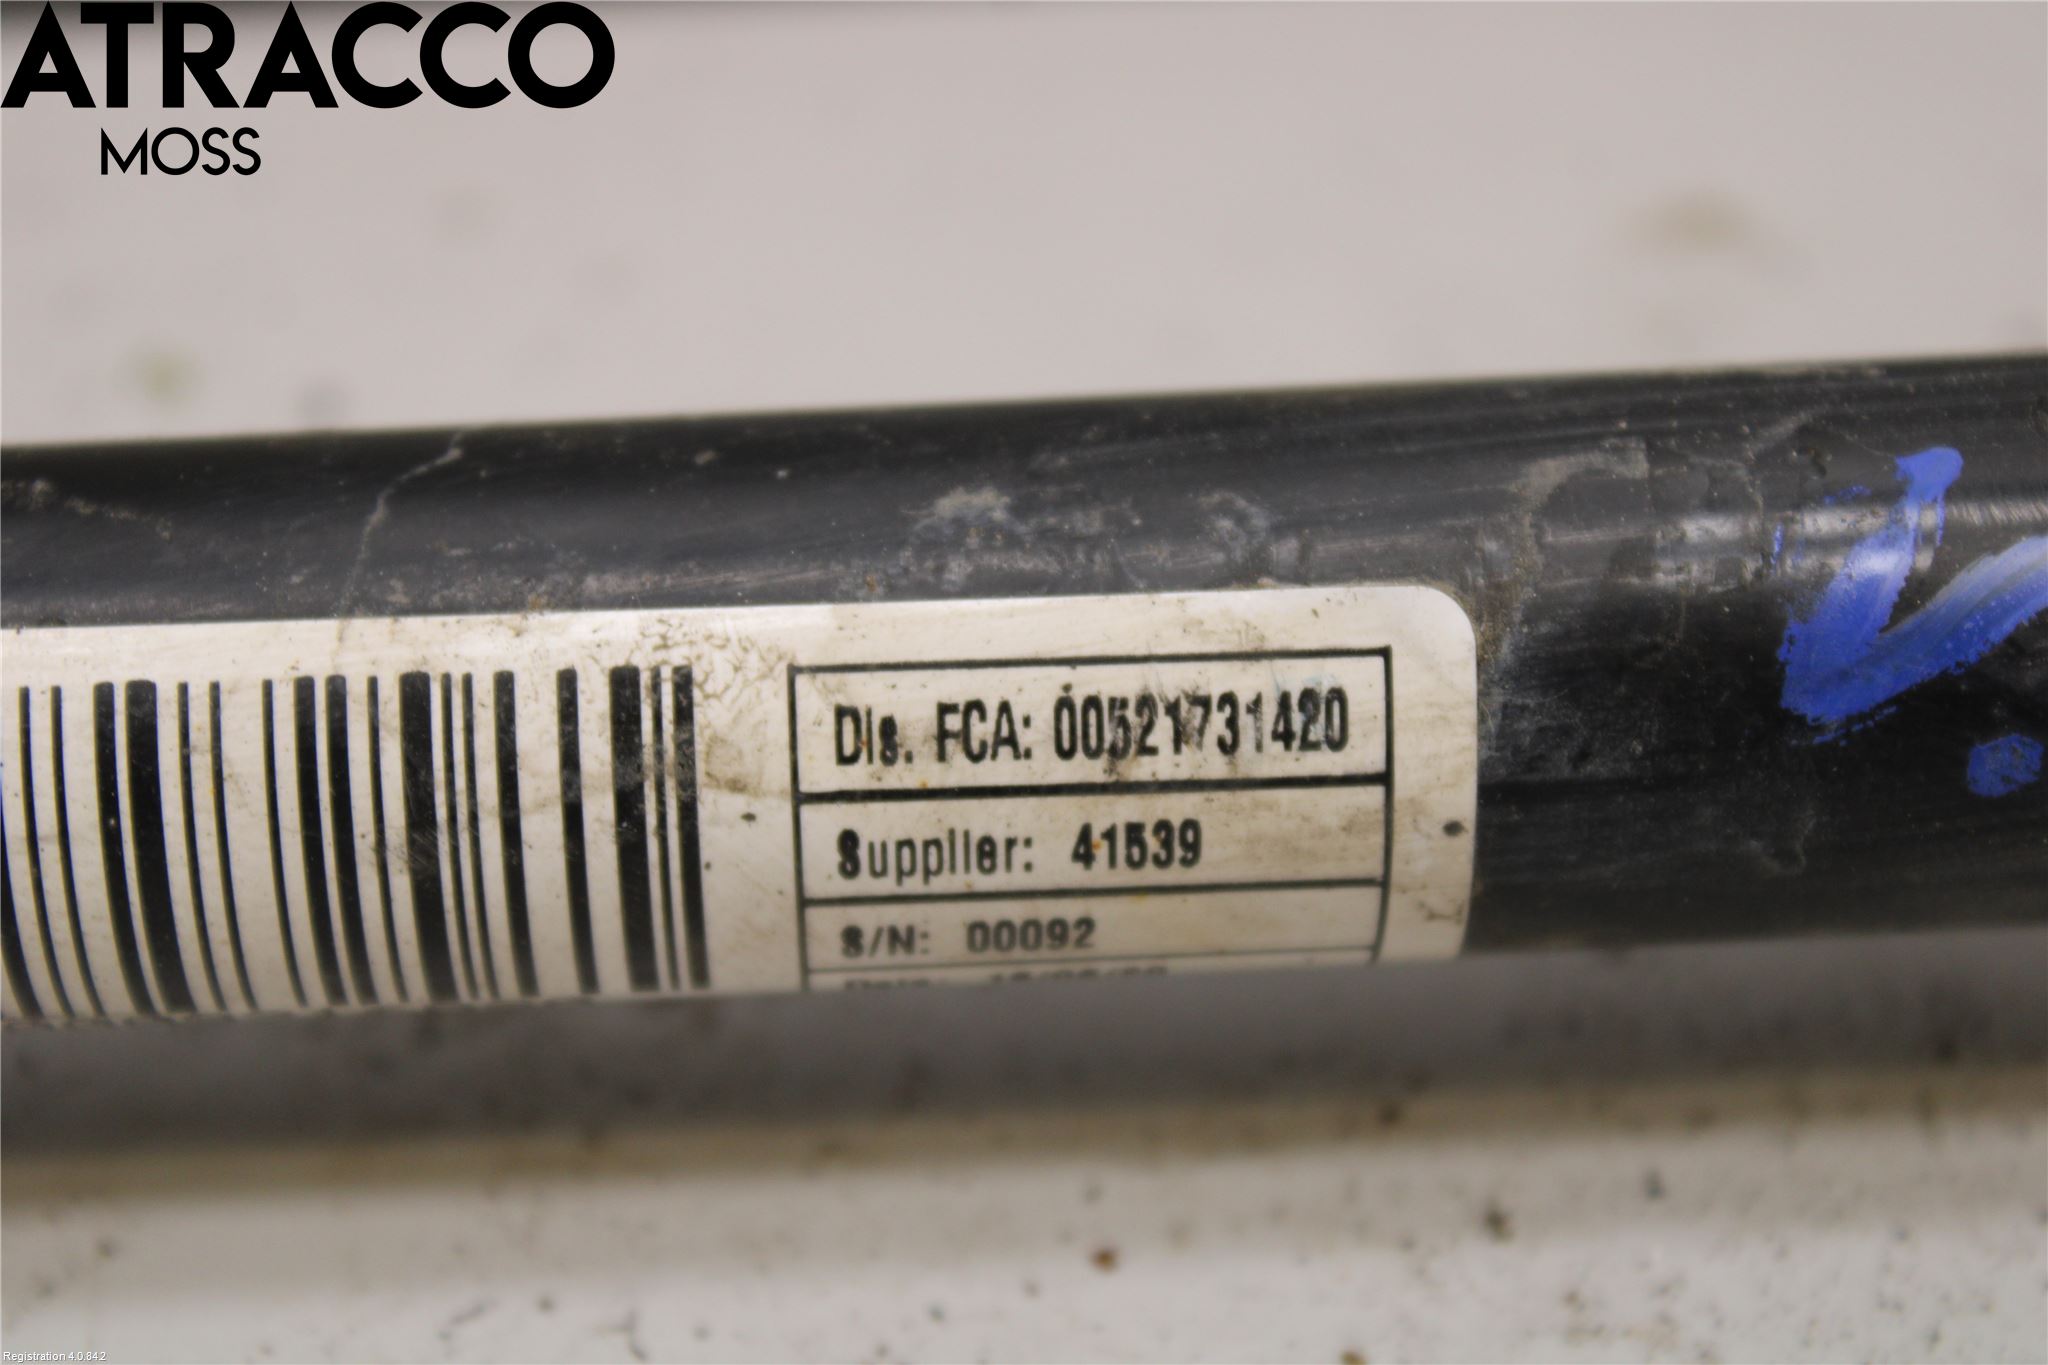 ATRACCO
MOSS
Dis. FCA: 00521731420
Supplier: 41539
S/N: 00092
Registration 4.0.842